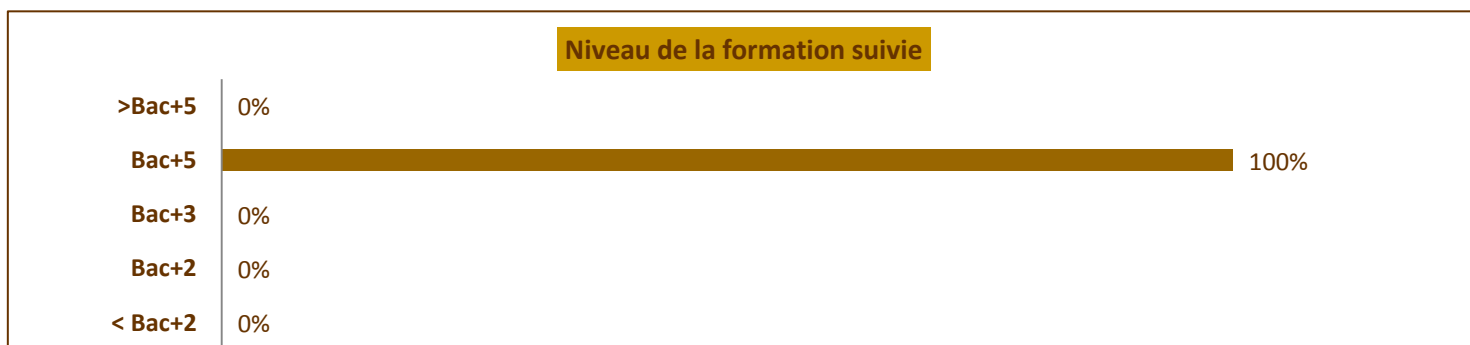 Niveau de la formation suivie
>Bac+5 0%
Bac+5 100%
Bac+3 0%
Bac+2 0%
< Bac+2 0%